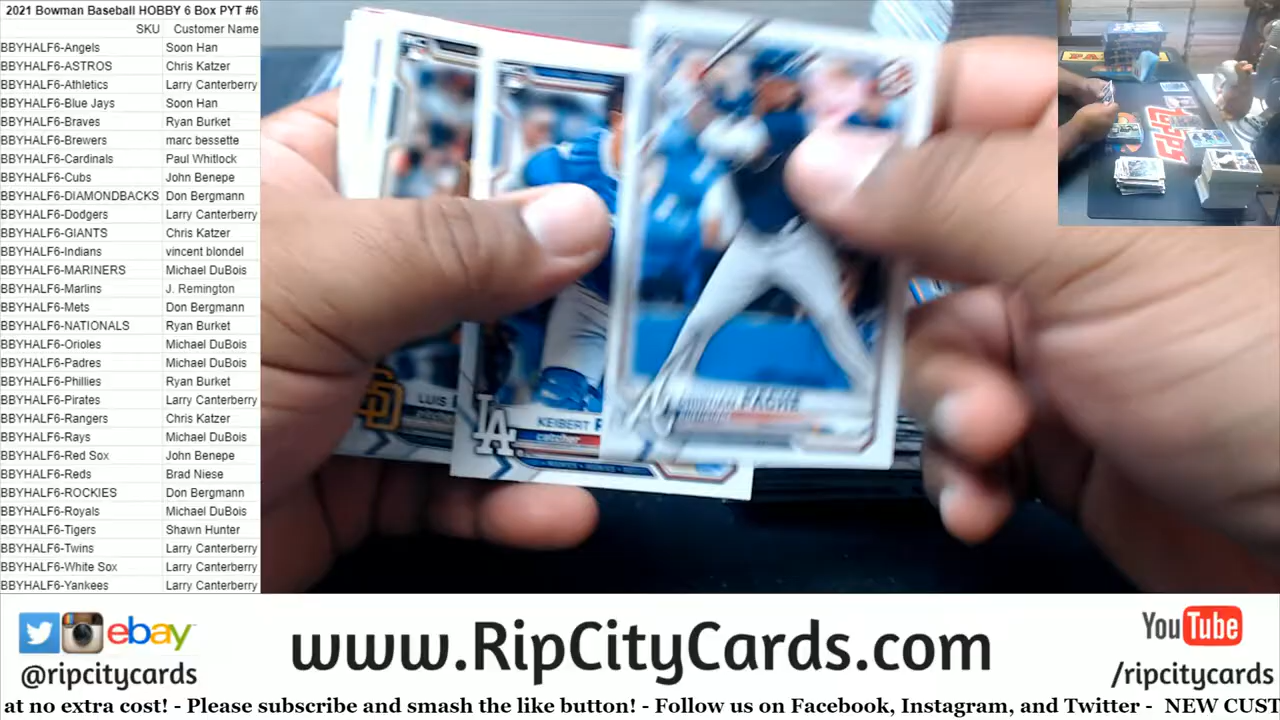 2021 Bowman Baseball HOBBY 6 Box PYT #6
SKU Customer Name
BBYHALF6-Angels Soon Han
BBYHALF6-ASTROS Chris Katzer
BBYHALF6-Athletics Larry Canterberry
BBYHALF6-Blue Jays Soon Han
BBYHALF6-Braves Ryan Burket
BBYHALF6-Brewers marc bessette
BBYHALF6-Cardinals Paul Whitlock
BBYHALF6-Cubs John Benepe
BBYHALF6-DIAMONDBACKS Don Bergmann
BBYHALF6-Dodgers Larry Canterberry
BBYHALF6-GIANTS Chris Katzer
BBYHALF6-Indians vincent blondel
BBYHALF6-MARINERS Michael DuBois
BBYHALF6-Marlins J. Remington
BBYHALF6-Mets Don Bergmann
BBYHALF6-NATIONALS Ryan Burket
BBYHALF6-Orioles Michael DuBois
BBYHALF6-Padres Michael DuBois
BBYHALF6-Phillies Ryan Burket
BBYHALF6-Pirates Larry Canterberry
BBYHALF6-Rangers Chris Katzer
BBYHALF6-Rays Michael DuBois
BBYHALF6-Red Sox John Benepe
BBYHALF6-Reds Brad Niese
BBYHALF6-ROCKIES Don Bergmann
BBYHALF6-Royals Michael DuBois
BBYHALF6-Tigers Shawn Hunter
BBYHALF6-Twins Larry Canterberry
BBYHALF6-White Sox Larry Canterberry
BBYHALF6-Yankees Larry Canterberry
LUIS
LA
KEIBERT
ebay
@ripcitycards
www.RipCityCards.com
YouTube
/ripcitycards
at no extra cost! - Please subscribe and smash the like button! - Follow us on Facebook, Instagram, and Twitter - NEW CUST